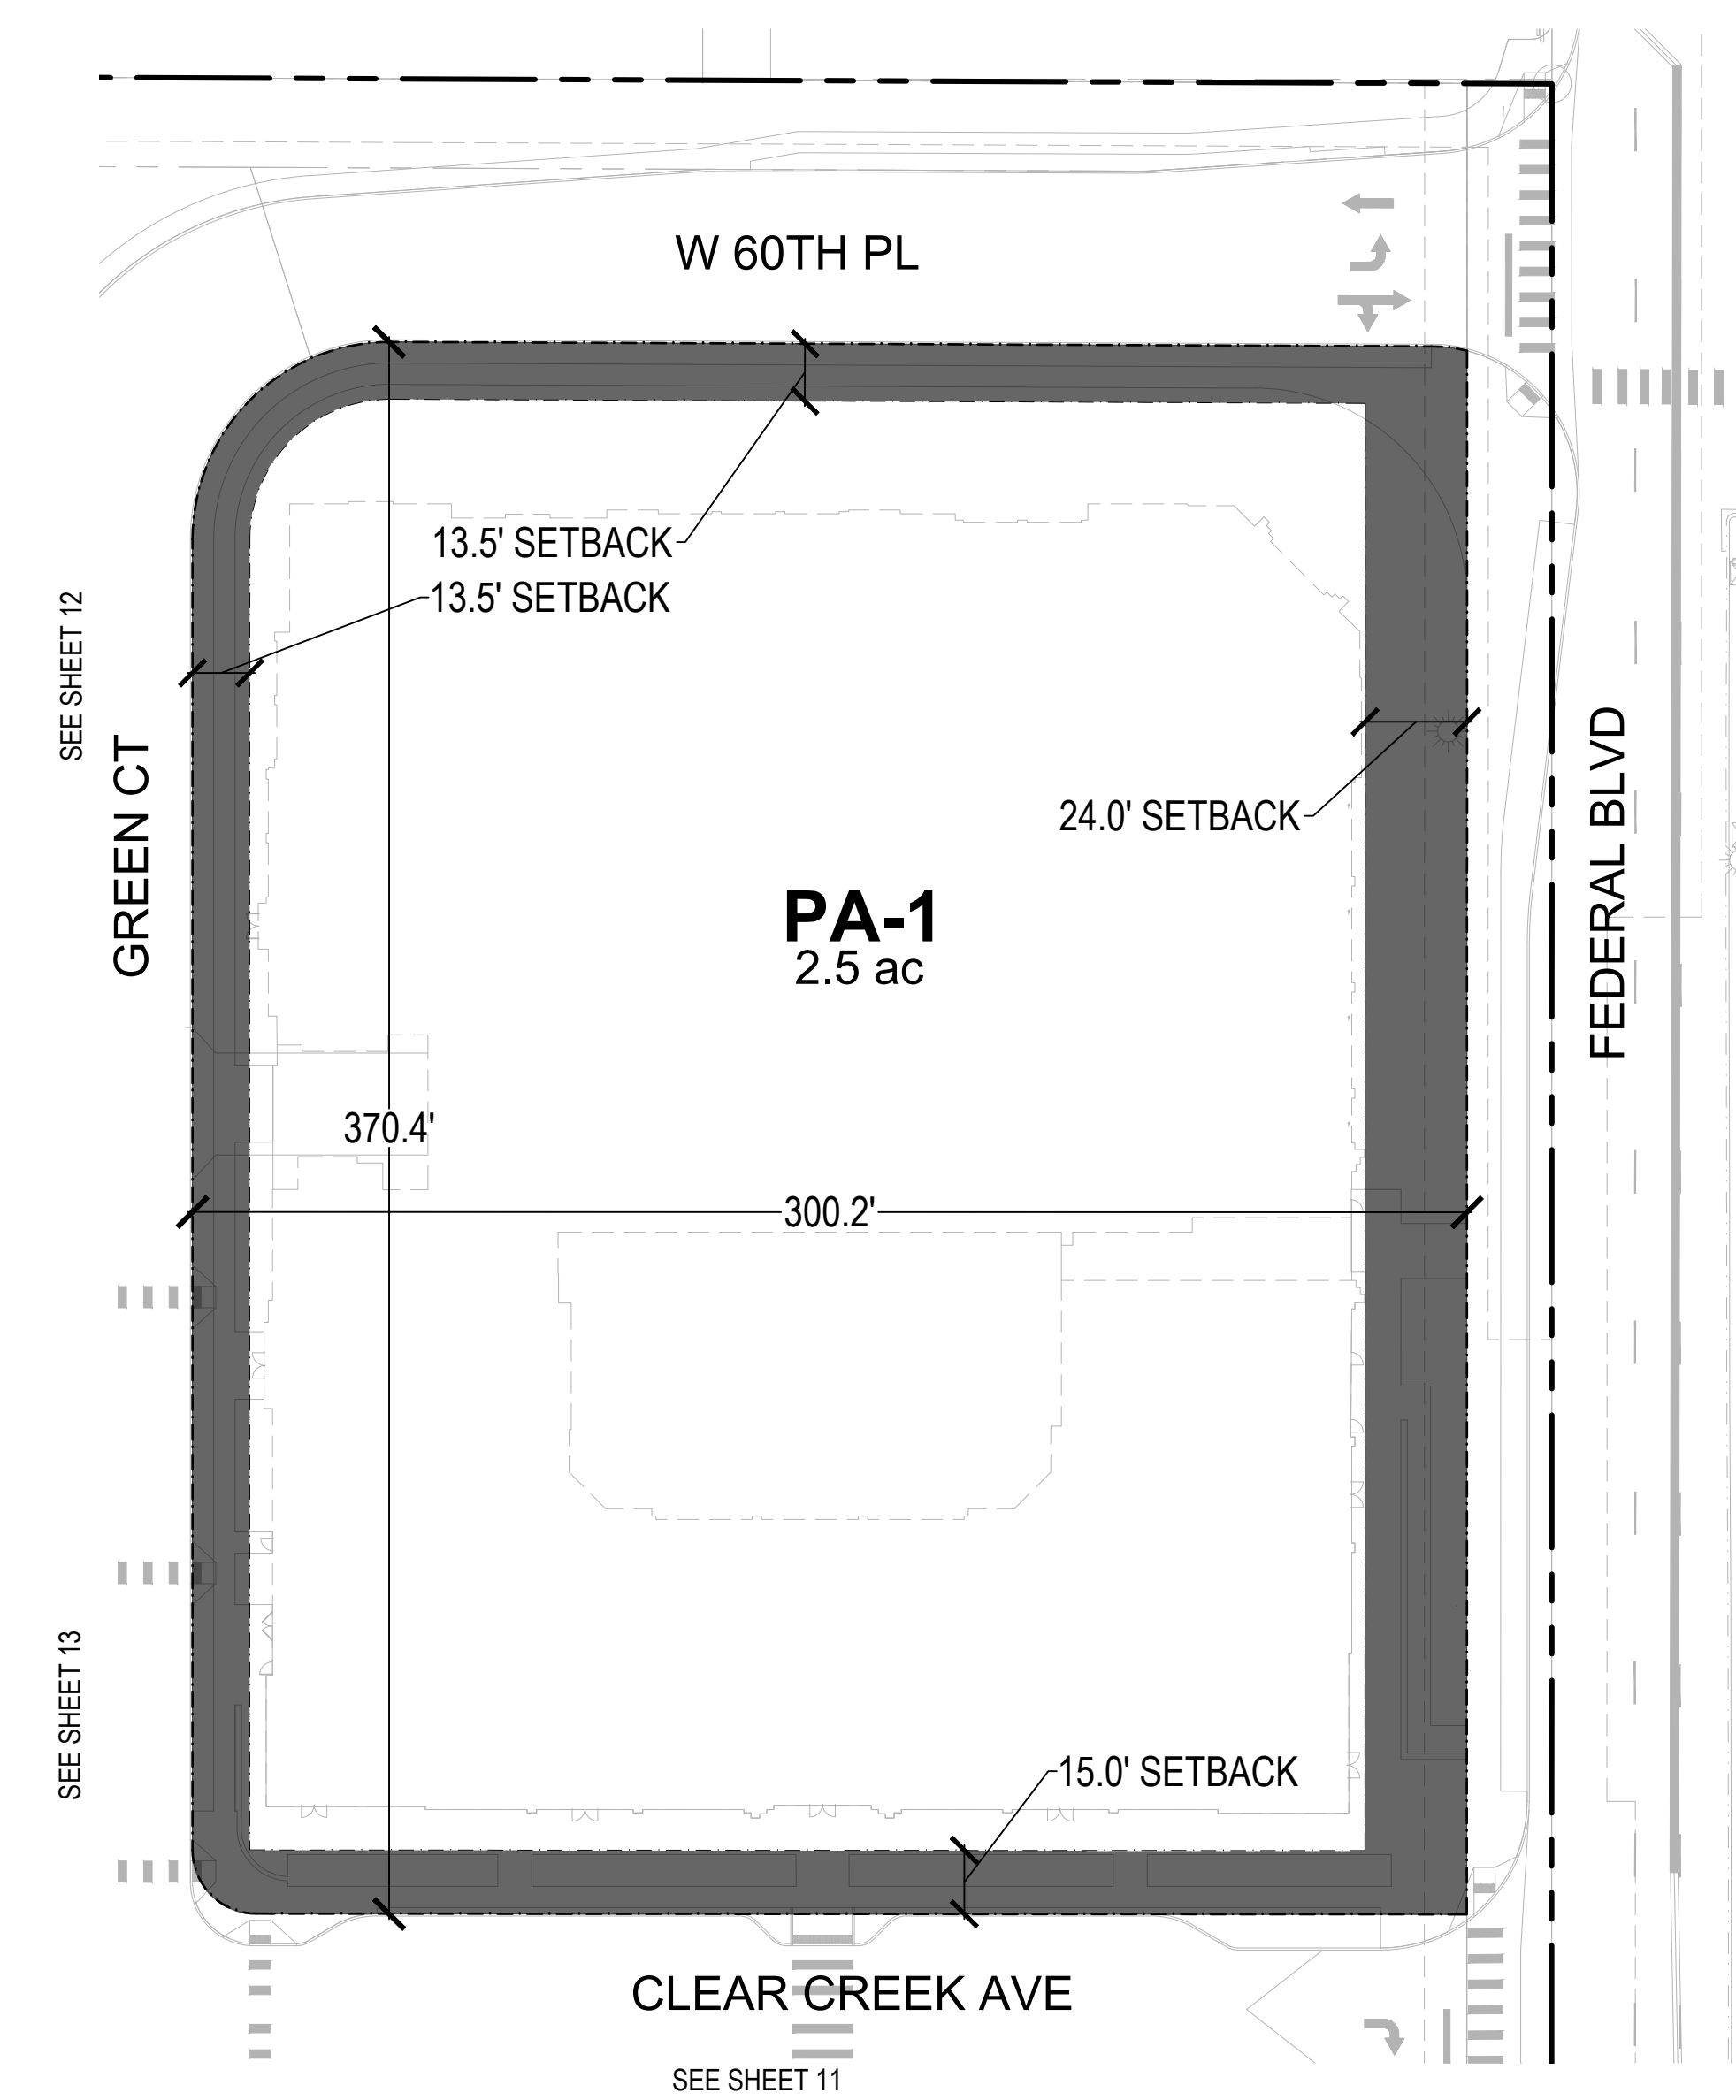 W 60TH PL
13.5' SETBACK
13.5' SETBACK
SEE SHEET 12
GREEN CT
24.0' SETBACK
FEDERAL BLVD
PA-1
2.5 ac
370.4'
300.2'
SEE SHEET 13
15.0' SETBACK
CLEAR CREEK AVE
SEE SHEET 11